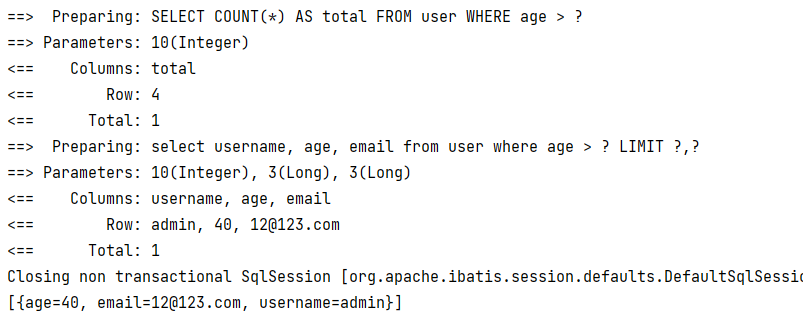 ==>  Preparing: SELECT COUNT(*) AS total FROM user WHERE age > ?
==> Parameters: 10(Integer)
<==    Columns: total
<==        Row: 4
<==      Total: 1
==>  Preparing: select username, age, email from user where age > ? LIMIT ?,?
==> Parameters: 10(Integer), 3(Long), 3(Long)
<==    Columns: username, age, email
<==        Row: admin, 40, 12@123.com
<==      Total: 1
Closing non transactional SqlSession [org.apache.ibatis.session.defaults.DefaultSqlSessio
[{age=40, email=12@123.com, username=admin}]